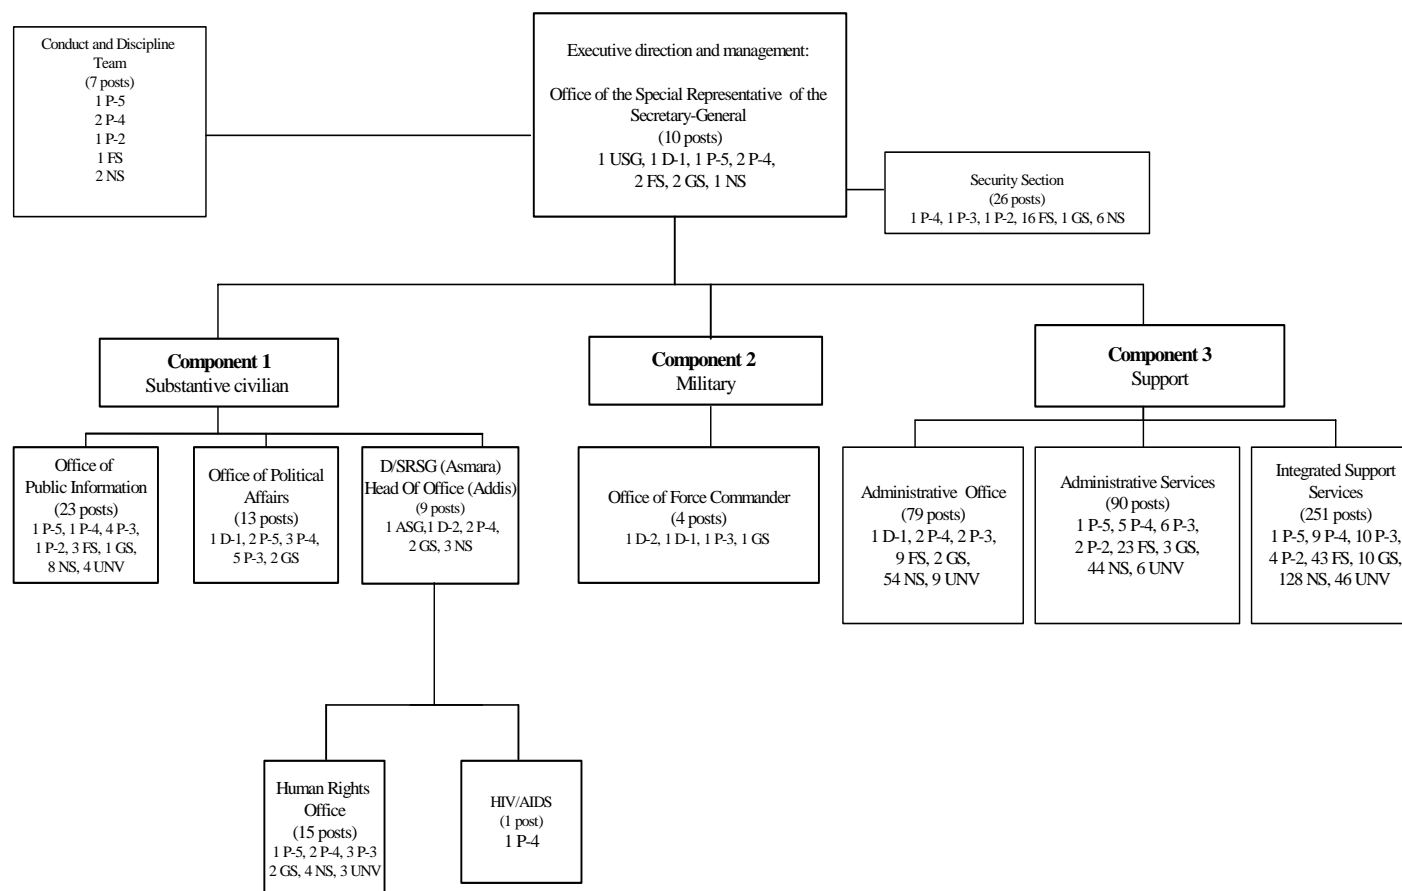 Conduct and Discipline
Team
(7 posts)
1 P-5
2 P-4
1 P-2
1 FS
2 NS
Executive direction and management:
Office of the Special Representative of the
Secretary-General
(10 posts)
1 USG, 1 D-1, 1 P-5, 2 P-4,
2 FS, 2 GS, 1 NS
Security Section
(26 posts)
1 P-4, 1 P-3, 1 P-2, 16 FS, 1 GS, 6 NS
Component 1
Substantive civilian
Component 2
Military
Component 3
Support
Office of
Public Information
(23 posts)
1 P-5, 1 P-4, 4 P-3,
1 P-2, 3 FS, 1 GS,
8 NS, 4 UNV
Office of Political
Affairs
(13 posts)
1 D-1, 2 P-5, 3 P-4,
5 P-3, 2 GS
D/SRSG (Asmara)
Head Of Office (Addis)
(9 posts)
1 ASG,1 D-2, 2 P-4,
2 GS, 3 NS
Office of Force Commander
(4 posts)
1 D-2, 1 D-1, 1 P-3, 1 GS
Administrative Office
(79 posts)
1 D-1, 2 P-4, 2 P-3,
9 FS, 2 GS,
54 NS, 9 UNV
Administrative Services
(90 posts)
1 P-5, 5 P-4, 6 P-3,
2 P-2, 23 FS, 3 GS,
44 NS, 6 UNV
Integrated Support
Services
(251 posts)
1 P-5, 9 P-4, 10 P-3,
4 P-2, 43 FS, 10 GS,
128 NS, 46 UNV
Human Rights
Office
(15 posts)
1 P-5, 2 P-4, 3 P-3
2 GS, 4 NS, 3 UNV
HIV/AIDS
(1 post)
1 P-4